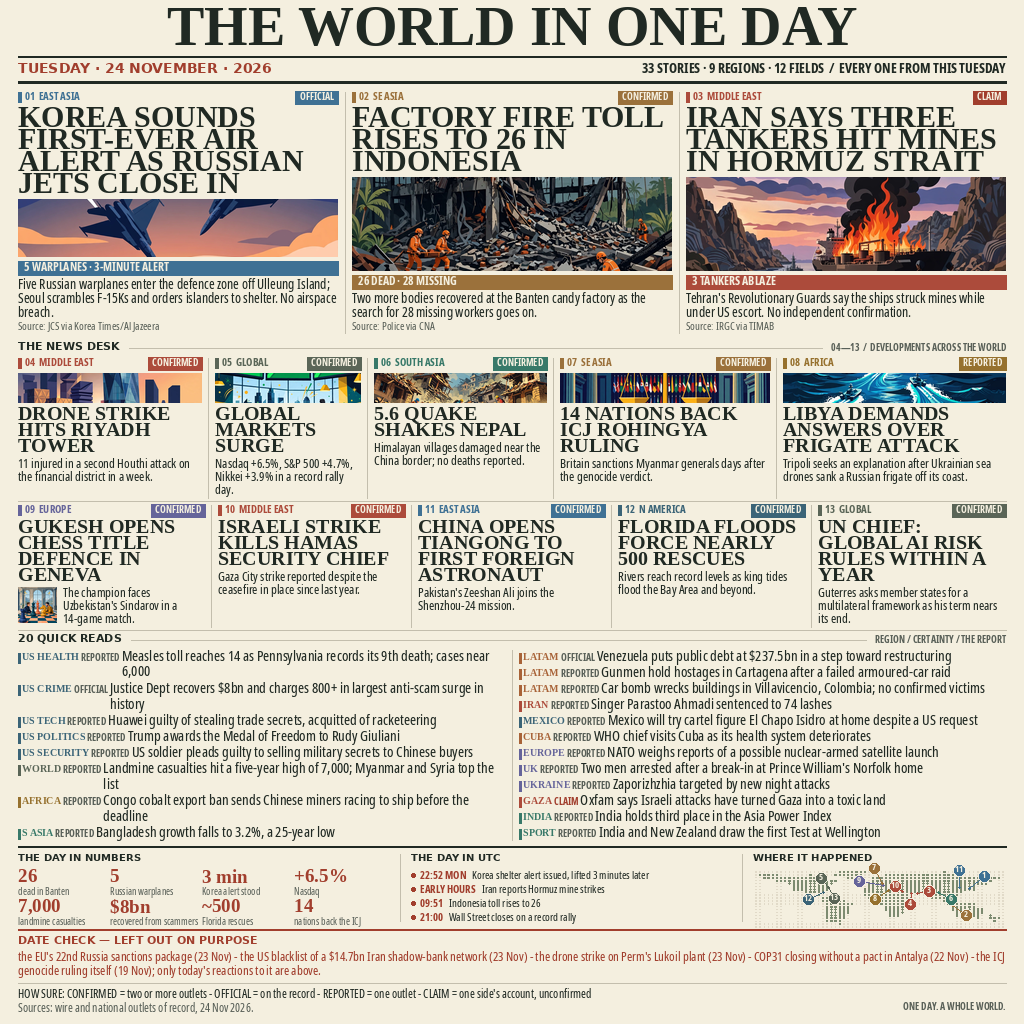 THE WORLD IN ONE DAY
TUESDAY · 24 NOVEMBER · 2026
33 STORIES · 9 REGIONS · 12 FIELDS / EVERY ONE FROM THIS TUESDAY
01 EAST ASIA
OFFICIAL
KOREA SOUNDS
FIRST-EVER AIR
ALERT AS RUSSIAN
JETS CLOSE IN
5 WARPLANES · 3-MINUTE ALERT
Five Russian warplanes enter the defence zone off Ulleung Island;
Seoul scrambles F-15Ks and orders islanders to shelter. No airspace
breach.
Source: JCS via Korea Times/Al Jazeera
02 SE ASIA
CONFIRMED
FACTORY FIRE TOLL
RISES TO 26 IN
INDONESIA
26 DEAD · 28 MISSING
Two more bodies recovered at the Banten candy factory as the
search for 28 missing workers goes on.
Source: Police via CNA
03 MIDDLE EAST
CLAIM
IRAN SAYS THREE
TANKERS HIT MINES
IN HORMUZ STRAIT
3 TANKERS ABLAZE
Tehran's Revolutionary Guards say the ships struck mines while
under US escort. No independent confirmation.
Source: IRGC via TIMAB
THE NEWS DESK
04—13 / DEVELOPMENTS ACROSS THE WORLD
04 MIDDLE EAST
CONFIRMED
DRONE STRIKE
HITS RIYADH
TOWER
11 injured in a second Houthi attack on
the financial district in a week.
05 GLOBAL
CONFIRMED
GLOBAL
MARKETS
SURGE
Nasdaq +6.5%, S&P 500 +4.7%,
Nikkei +3.9% in a record rally
day.
06 SOUTH ASIA
CONFIRMED
5.6 QUAKE
SHAKES NEPAL
Himalayan villages damaged near the
China border; no deaths reported.
07 SE ASIA
CONFIRMED
14 NATIONS BACK
ICJ ROHINGYA
RULING
Britain sanctions Myanmar generals days after
the genocide verdict.
08 AFRICA
REPORTED
LIBYA DEMANDS
ANSWERS OVER
FRIGATE ATTACK
Tripoli seeks an explanation after Ukrainian sea
drones sank a Russian frigate off its coast.
09 EUROPE
CONFIRMED
GUKESH OPENS
CHESS TITLE
DEFENCE IN
GENEVA
The champion faces
Uzbekistan's Sindarov in a
14-game match.
10 MIDDLE EAST
CONFIRMED
ISRAELI STRIKE
KILLS HAMAS
SECURITY CHIEF
Gaza City strike reported despite the
ceasefire in place since last year.
11 EAST ASIA
CONFIRMED
CHINA OPENS
TIANGONG TO
FIRST FOREIGN
ASTRONAUT
Pakistan's Zeeshan Ali joins the
Shenzhou-24 mission.
12 N AMERICA
CONFIRMED
FLORIDA FLOODS
FORCE NEARLY
500 RESCUES
Rivers reach record levels as king tides
flood the Bay Area and beyond.
13 GLOBAL
CONFIRMED
UN CHIEF:
GLOBAL AI RISK
RULES WITHIN A
YEAR
Guterres asks member states for a
multilateral framework as his term nears
its end.
20 QUICK READS
REGION / CERTAINTY / THE REPORT
US HEALTH REPORTED Measles toll reaches 14 as Pennsylvania records its 9th death; cases near
6,000
US CRIME OFFICIAL Justice Dept recovers $8bn and charges 800+ in largest anti-scam surge in
history
US TECH REPORTED Huawei guilty of stealing trade secrets, acquitted of racketeering
US POLITICS REPORTED Trump awards the Medal of Freedom to Rudy Giuliani
US SECURITY REPORTED US soldier pleads guilty to selling military secrets to Chinese buyers
WORLD REPORTED Landmine casualties hit a five-year high of 7,000; Myanmar and Syria top the
list
AFRICA REPORTED Congo cobalt export ban sends Chinese miners racing to ship before the
deadline
S ASIA REPORTED Bangladesh growth falls to 3.2%, a 25-year low
LATAM OFFICIAL Venezuela puts public debt at $237.5bn in a step toward restructuring
LATAM REPORTED Gunmen hold hostages in Cartagena after a failed armoured-car raid
LATAM REPORTED Car bomb wrecks buildings in Villavicencio, Colombia; no confirmed victims
IRAN REPORTED Singer Parastoo Ahmadi sentenced to 74 lashes
MEXICO REPORTED Mexico will try cartel figure El Chapo Isidro at home despite a US request
CUBA REPORTED WHO chief visits Cuba as its health system deteriorates
EUROPE REPORTED NATO weighs reports of a possible nuclear-armed satellite launch
UK REPORTED Two men arrested after a break-in at Prince William's Norfolk home
UKRAINE REPORTED Zaporizhzhia targeted by new night attacks
GAZA CLAIM Oxfam says Israeli attacks have turned Gaza into a toxic land
INDIA REPORTED India holds third place in the Asia Power Index
SPORT REPORTED India and New Zealand draw the first Test at Wellington
THE DAY IN NUMBERS
26
dead in Banten
5
Russian warplanes
3 min
Korea alert stood
+6.5%
Nasdaq
7,000
landmine casualties
$8bn
recovered from scammers
~500
Florida rescues
14
nations back the ICJ
THE DAY IN UTC
22:52 MON Korea shelter alert issued, lifted 3 minutes later
EARLY HOURS Iran reports Hormuz mine strikes
09:51 Indonesia toll rises to 26
21:00 Wall Street closes on a record rally
WHERE IT HAPPENED
DATE CHECK — LEFT OUT ON PURPOSE
the EU's 22nd Russia sanctions package (23 Nov) - the US blacklist of a $14.7bn Iran shadow-bank network (23 Nov) - the drone strike on Perm's Lukoil plant (23 Nov) - COP31 closing without a pact in Antalya (22 Nov) - the ICJ
genocide ruling itself (19 Nov); only today's reactions to it are above.
HOW SURE: CONFIRMED = two or more outlets - OFFICIAL = on the record - REPORTED = one outlet - CLAIM = one side's account, unconfirmed
Sources: wire and national outlets of record, 24 Nov 2026.
ONE DAY. A WHOLE WORLD.